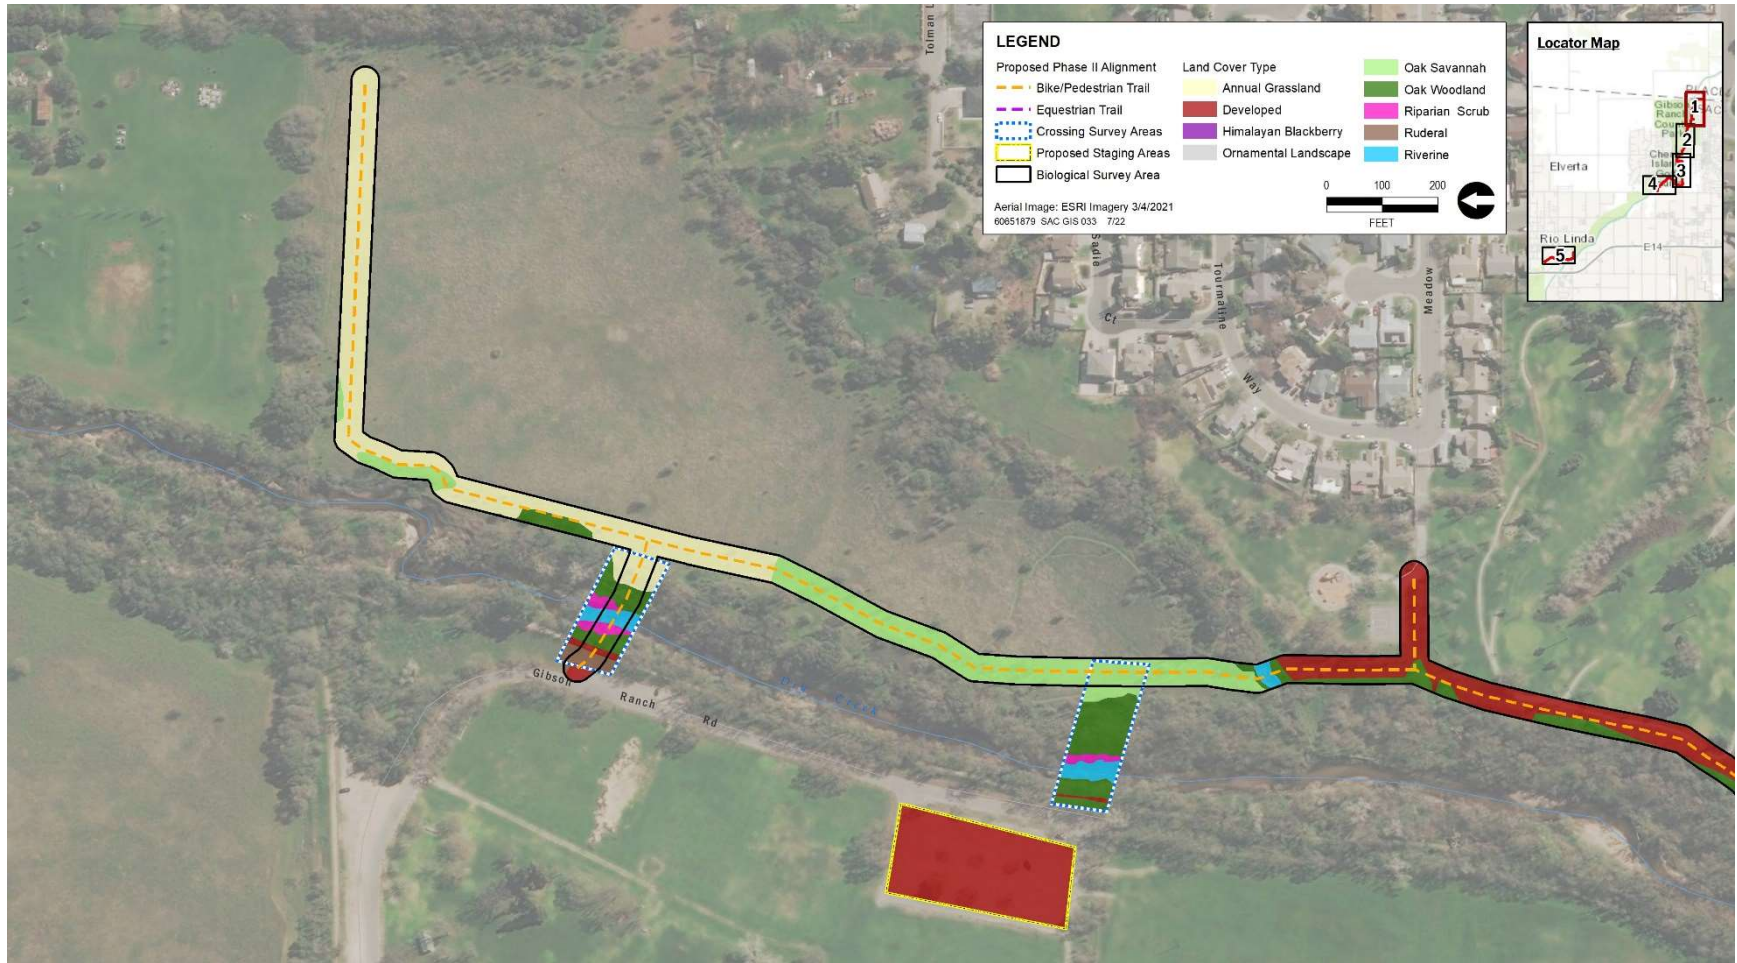 LEGEND
Proposed Phase II Alignment
Bike/Pedestrian Trail
Equestrian Trail
Crossing Survey Areas
Proposed Staging Areas
Biological Survey Area
Land Cover Type
Annual Grassland
Developed
Himalayan Blackberry
Ornamental Landscape
Oak Savannah
Oak Woodland
Riparian Scrub
Ruderal
Riverine
Aerial Image: ESRI Imagery 3/4/2021
60651879 SAC GIS 033 7/22
0 100 200
FEET
Locator Map
1
2
3
4
5
Elverta
Rio Linda
E14
Tolman L
Sadia
Ct
Tourmaline
Way
Meadow
Gibson
Ranch
Rd
Creek